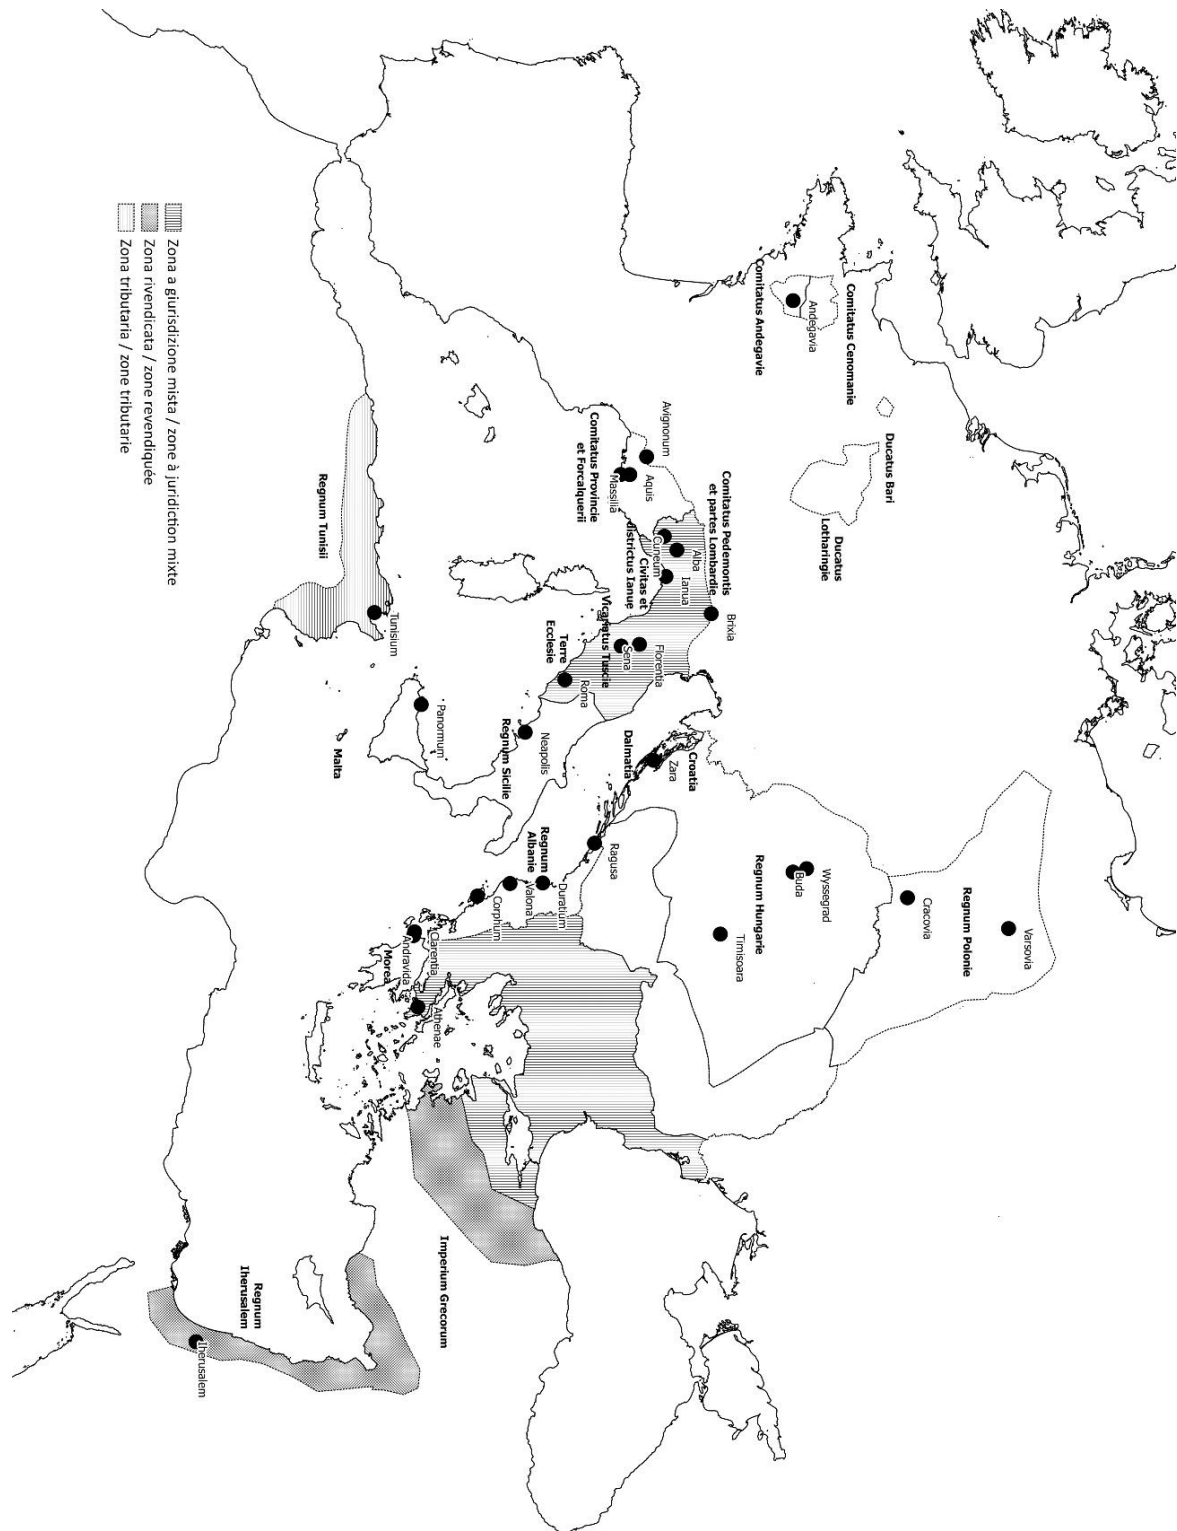 Comitatus Cenomanie
Andegavia
Comitatus Andegavie
Ducatus Bari
Ducatus
Lotharingie
Varsovia
Regnum Polonie
Cracovia
Wyssegrad
Buda
Regnum Hungarie
Timisoara
Avignonum
Aquis
Massilia
Comitatus Provincie
et Forcalquerii
Comitatus Pedemontis
et partes Lombardie
Brixia
Alba
Cuneum
Ianua
Civitas et
districtus Ianue
Florentia
Sena
Vicariatus Tuscie
Terre
Ecclesie
Roma
Croatia
Zara
Dalmatia
Ragusa
Neapolis
Regnum Sicilie
Regnum
Albanie
Duratium
Valona
Corphum
Clarentia
Andravida
Morea
Athenae
Panormum
Malta
Tunisium
Regnum Tunisii
Imperium Grecorum
Regnum
Iherusalem
Iherusalem
Zona a giurisdizione mista / zone à juridiction mixte
Zona rivendicata / zone revendiquée
Zona tributaria / zone tributarie